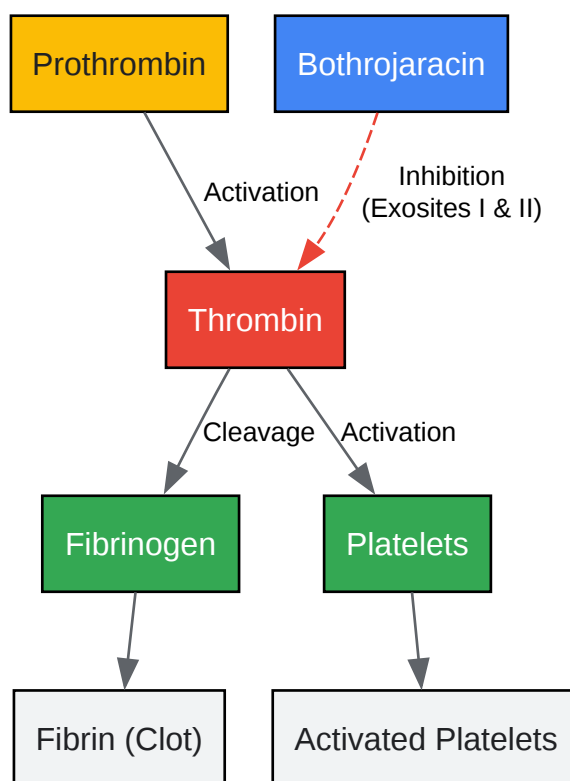 Prothrombin
Bothrojaracin
Activation
Inhibition
(Exosites I & II)
Thrombin
Cleavage
Activation
Fibrinogen
Platelets
Fibrin (Clot)
Activated Platelets